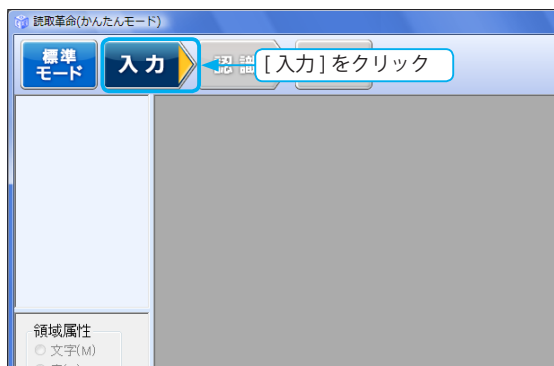 読取革命(かんたんモード)
標準
モード
入力
認識
[入力]をクリック
領域属性
文字(M)